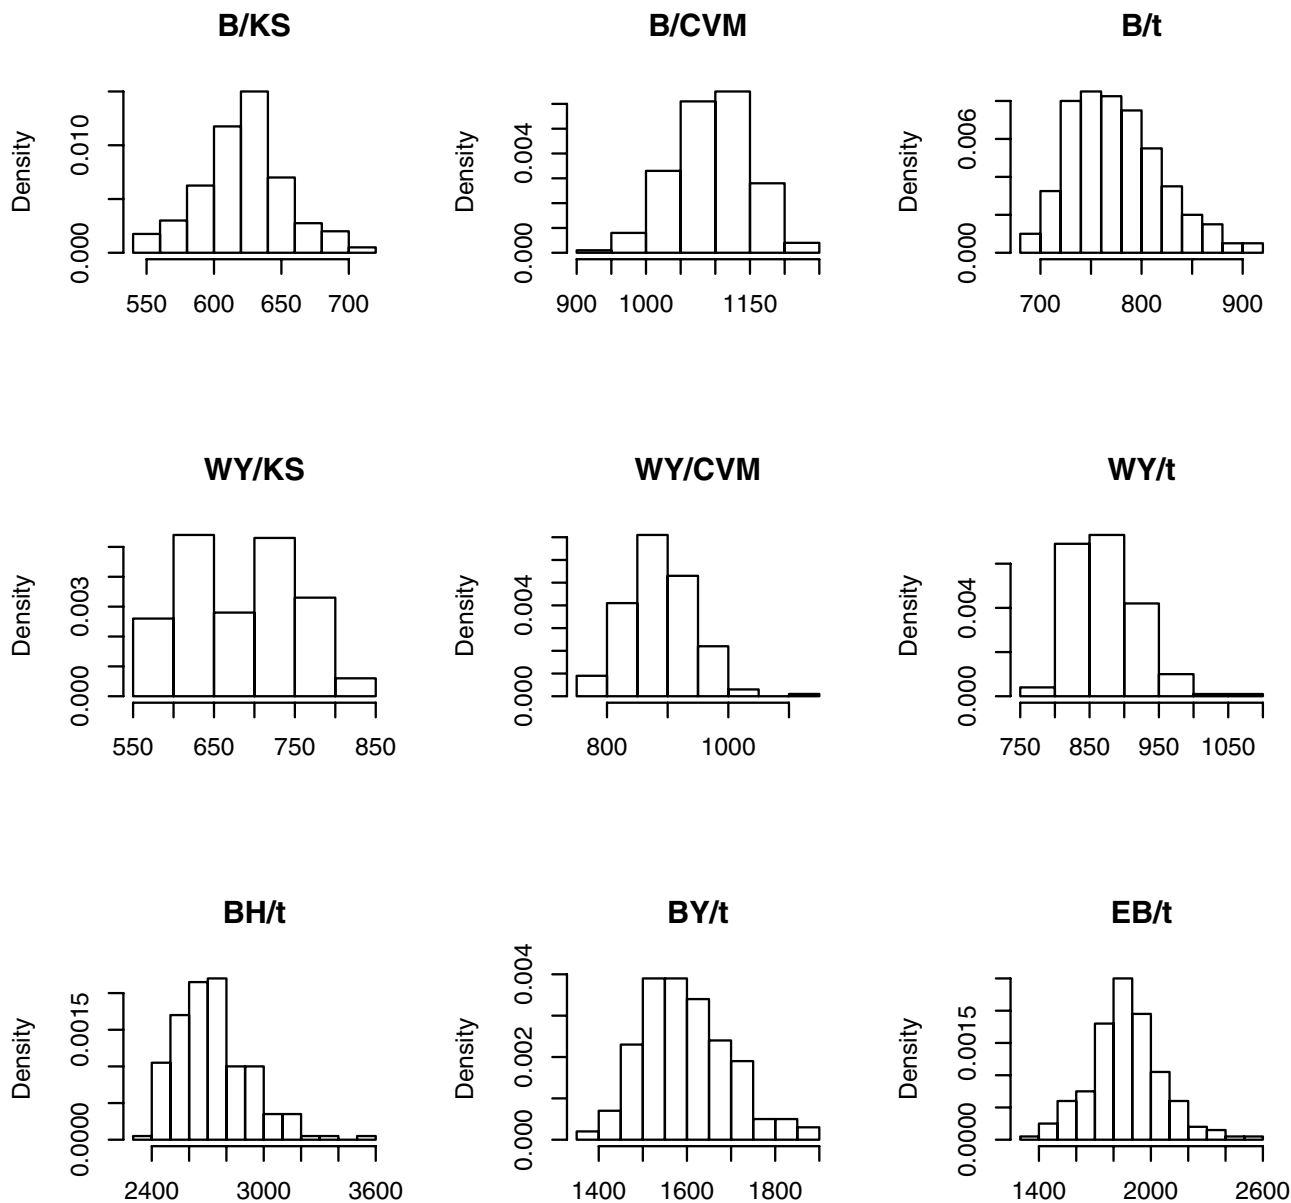 B/KS
B/CVM
B/t
Density
0.000
0.010
550 600 650 700
Density
0.000
0.004
900 1000 1150
Density
0.000
0.006
700 800 900
WY/KS
WY/CVM
WY/t
Density
0.000
0.003
550 650 750 850
Density
0.000
0.004
800 1000
Density
0.000
0.004
750 850 950 1050
BH/t
BY/t
EB/t
Density
0.0000
0.0015
2400 3000 3600
Density
0.000
0.002
0.004
1400 1600 1800
Density
0.0000
0.0015
1400 2000 2600